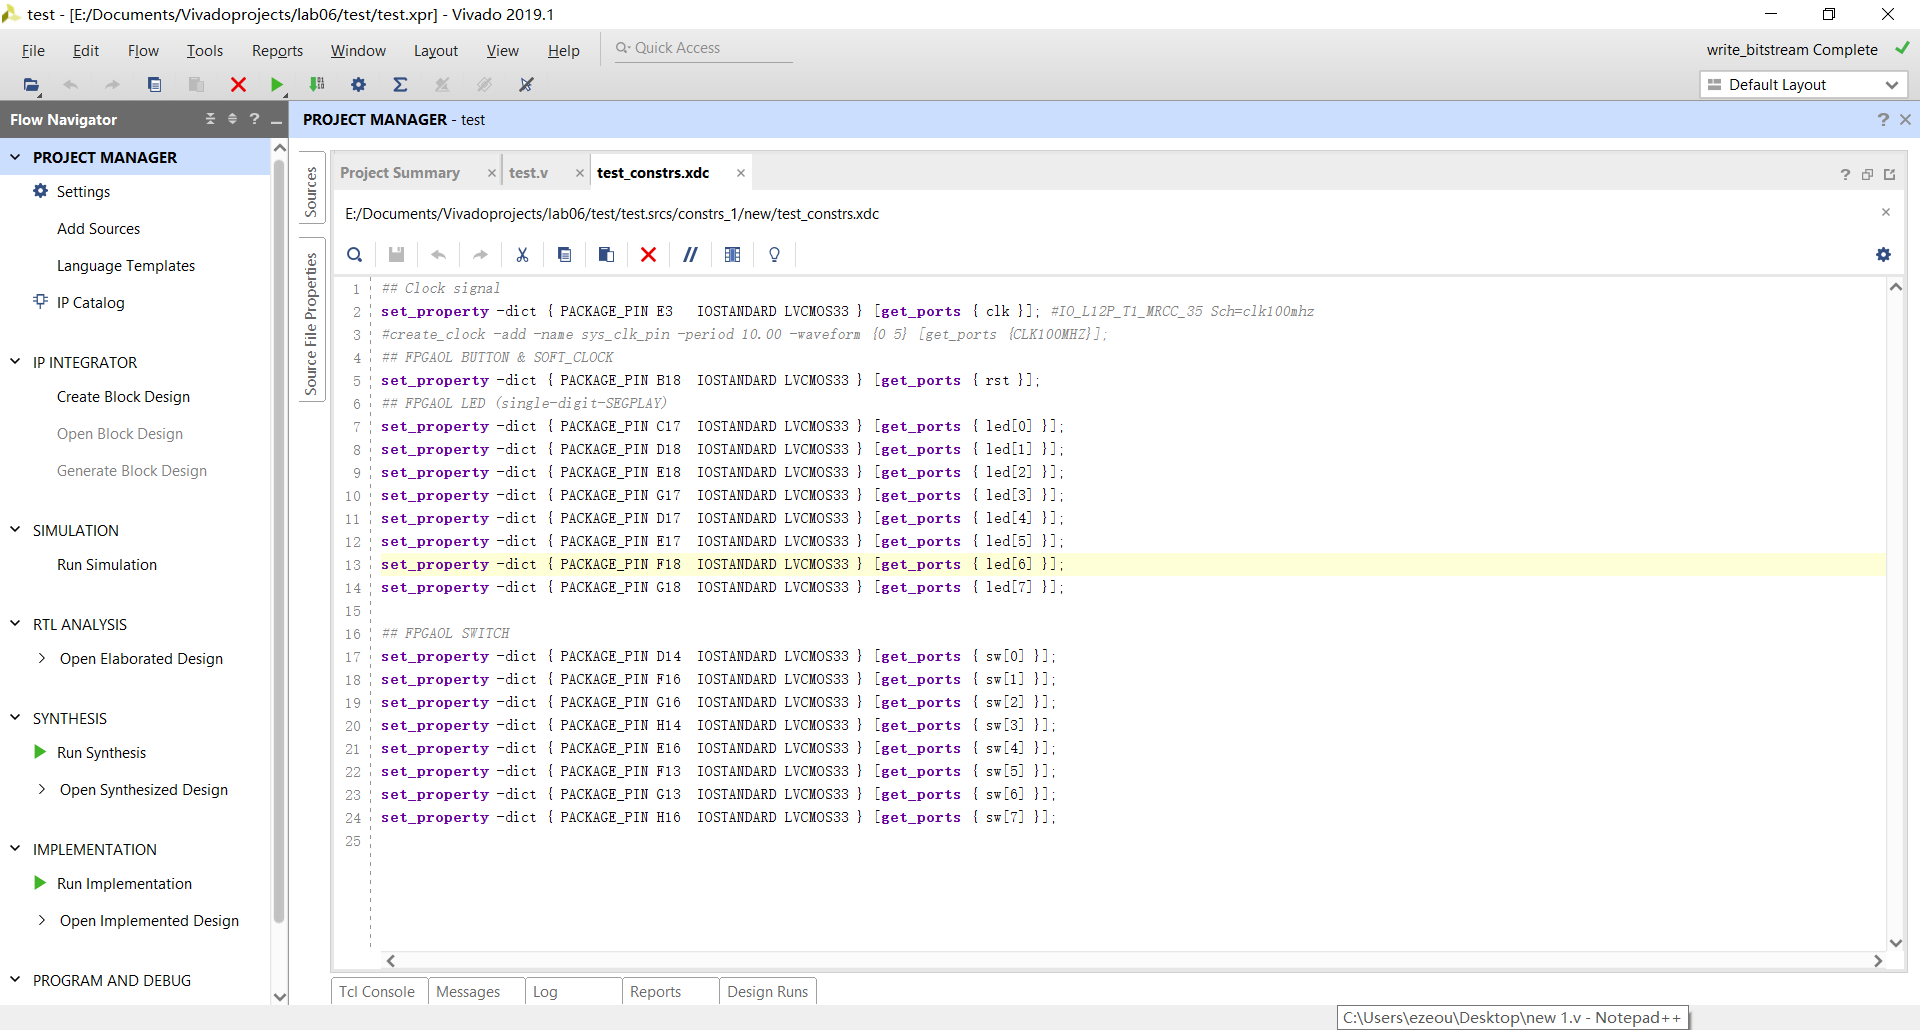 test - [E:/Documents/Vivadoprojects/lab06/test/test.xpr] - Vivado 2019.1
File Edit Flow Tools Reports Window Layout View Help Quick Access
write_bitstream Complete
Default Layout
Flow Navigator
PROJECT MANAGER
Settings
Add Sources
Language Templates
IP Catalog
IP INTEGRATOR
Create Block Design
Open Block Design
Generate Block Design
SIMULATION
Run Simulation
RTL ANALYSIS
Open Elaborated Design
SYNTHESIS
Run Synthesis
Open Synthesized Design
IMPLEMENTATION
Run Implementation
Open Implemented Design
PROGRAM AND DEBUG
PROJECT MANAGER - test
Sources
Source File Properties
Project Summary test.v test_constrs.xdc
E:/Documents/Vivadoprojects/lab06/test/test.srcs/constrs_1/new/test_constrs.xdc
1 ## Clock signal
2 set_property -dict { PACKAGE_PIN E3 IOSTANDARD LVCMOS33 } [get_ports { clk }]; #IO_L12P_T1_MRCC_35 Sch=clk100mhz
3 #create_clock -add -name sys_clk_pin -period 10.00 -waveform {0 5} [get_ports {CLK100MHZ}];
4 ## FPGAOL BUTTON & SOFT_CLOCK
5 set_property -dict { PACKAGE_PIN B18 IOSTANDARD LVCMOS33 } [get_ports { rst }];
6 ## FPGAOL LED (single-digit-SEGPLAY)
7 set_property -dict { PACKAGE_PIN C17 IOSTANDARD LVCMOS33 } [get_ports { led[0] }];
8 set_property -dict { PACKAGE_PIN D18 IOSTANDARD LVCMOS33 } [get_ports { led[1] }];
9 set_property -dict { PACKAGE_PIN E18 IOSTANDARD LVCMOS33 } [get_ports { led[2] }];
10 set_property -dict { PACKAGE_PIN G17 IOSTANDARD LVCMOS33 } [get_ports { led[3] }];
11 set_property -dict { PACKAGE_PIN D17 IOSTANDARD LVCMOS33 } [get_ports { led[4] }];
12 set_property -dict { PACKAGE_PIN E17 IOSTANDARD LVCMOS33 } [get_ports { led[5] }];
13 set_property -dict { PACKAGE_PIN F18 IOSTANDARD LVCMOS33 } [get_ports { led[6] }];
14 set_property -dict { PACKAGE_PIN G18 IOSTANDARD LVCMOS33 } [get_ports { led[7] }];
15
16 ## FPGAOL SWITCH
17 set_property -dict { PACKAGE_PIN D14 IOSTANDARD LVCMOS33 } [get_ports { sw[0] }];
18 set_property -dict { PACKAGE_PIN F16 IOSTANDARD LVCMOS33 } [get_ports { sw[1] }];
19 set_property -dict { PACKAGE_PIN G16 IOSTANDARD LVCMOS33 } [get_ports { sw[2] }];
20 set_property -dict { PACKAGE_PIN H14 IOSTANDARD LVCMOS33 } [get_ports { sw[3] }];
21 set_property -dict { PACKAGE_PIN E16 IOSTANDARD LVCMOS33 } [get_ports { sw[4] }];
22 set_property -dict { PACKAGE_PIN F13 IOSTANDARD LVCMOS33 } [get_ports { sw[5] }];
23 set_property -dict { PACKAGE_PIN G13 IOSTANDARD LVCMOS33 } [get_ports { sw[6] }];
24 set_property -dict { PACKAGE_PIN H16 IOSTANDARD LVCMOS33 } [get_ports { sw[7] }];
25
Tcl Console Messages Log Reports Design Runs
C:\Users\ezeou\Desktop\new 1.v - Notepad++